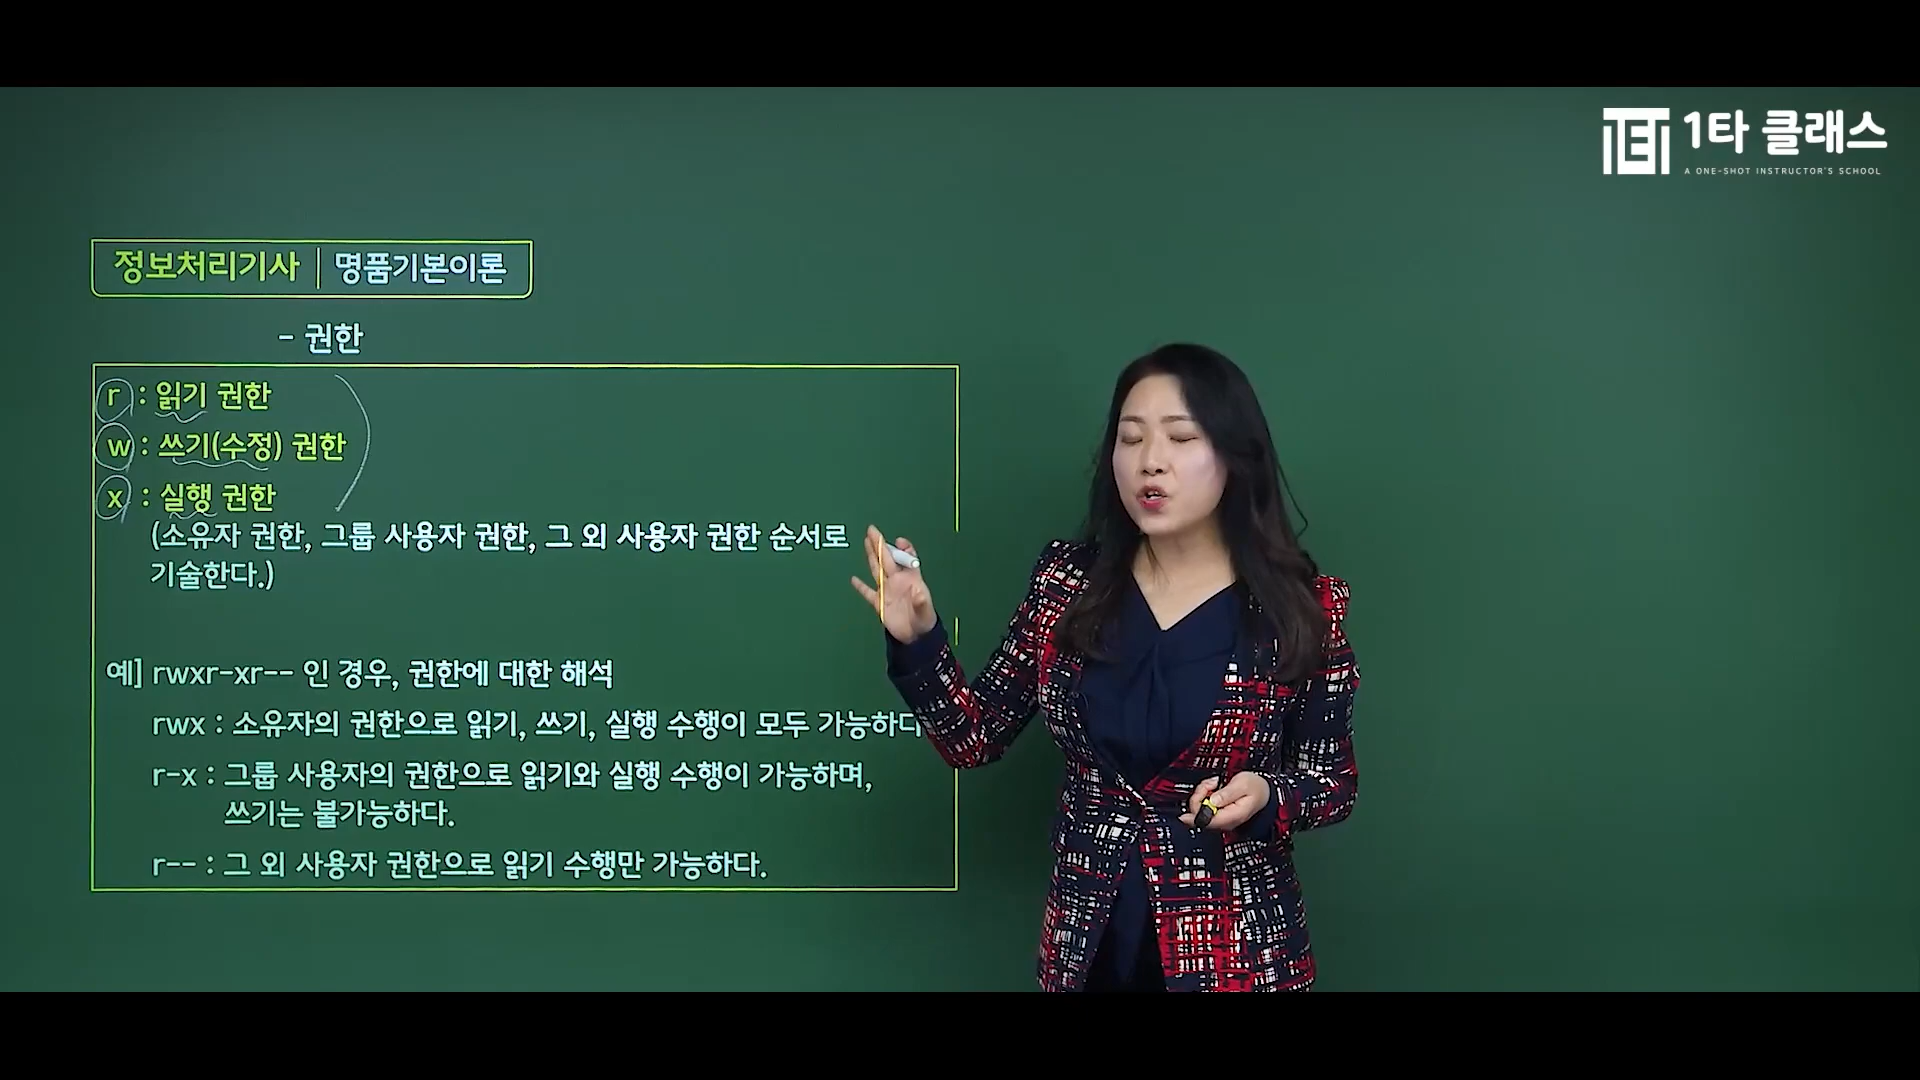 1타 클래스
A ONE-SHOT INSTRUCTOR'S SCHOOL
정보처리기사 | 명품기본이론
- 권한
r : 읽기 권한
w : 쓰기(수정) 권한
x : 실행 권한
(소유자 권한, 그룹 사용자 권한, 그 외 사용자 권한 순서로
기술한다.)
예] rwxr-xr-- 인 경우, 권한에 대한 해석
rwx : 소유자의 권한으로 읽기, 쓰기, 실행 수행이 모두 가능하다
r-x : 그룹 사용자의 권한으로 읽기와 실행 수행이 가능하며,
쓰기는 불가능하다.
r-- : 그 외 사용자 권한으로 읽기 수행만 가능하다.